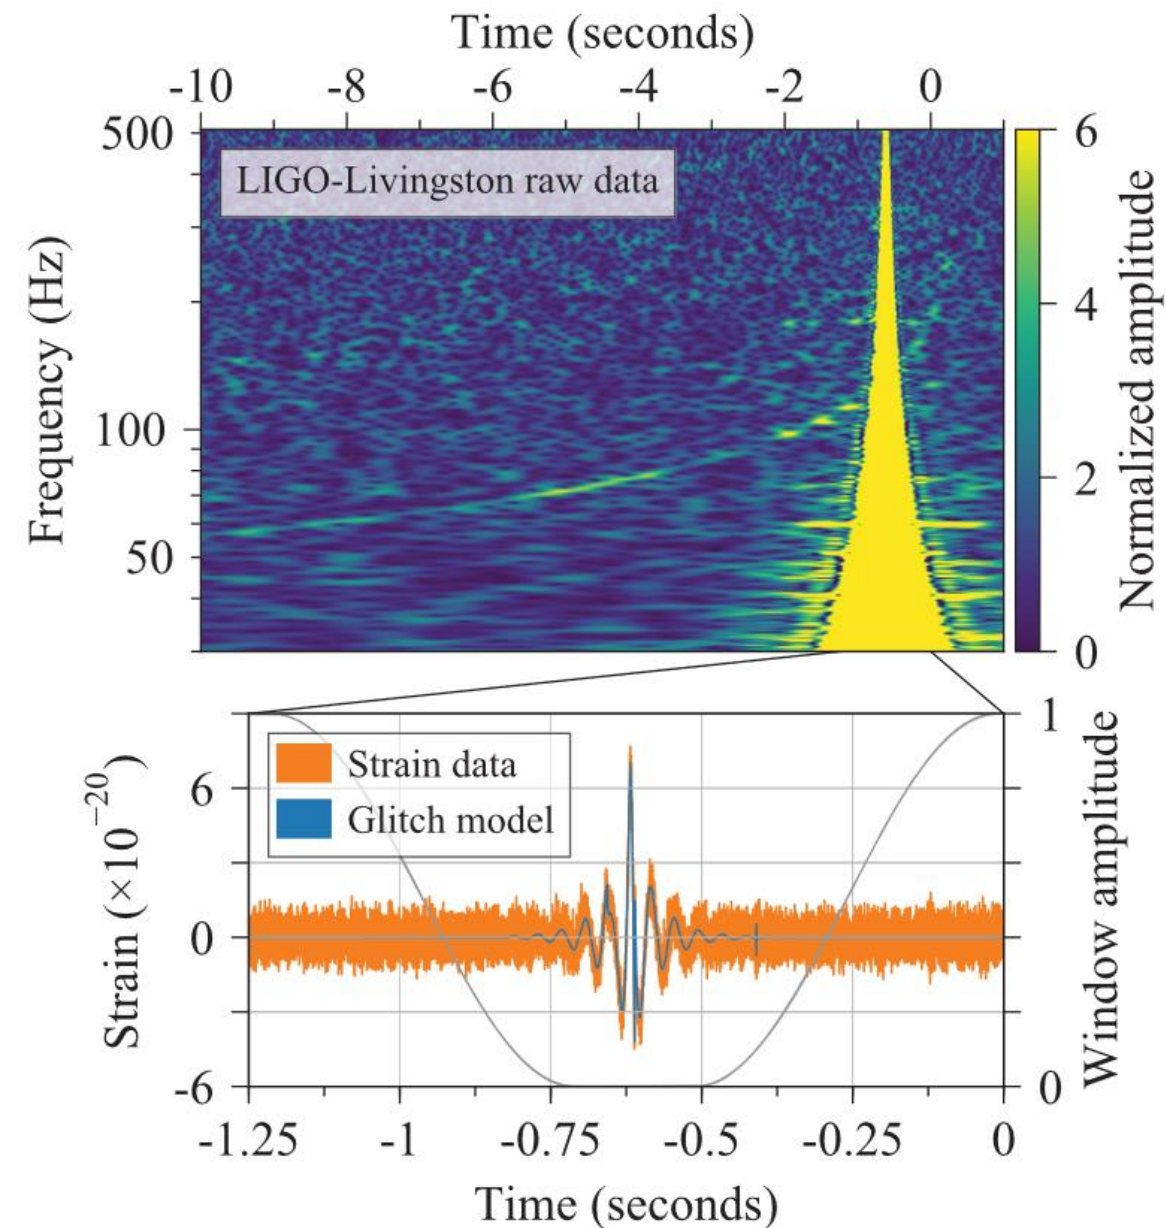 Time (seconds)
-10 -8 -6 -4 -2 0
500
100
50
Frequency (Hz)
LIGO-Livingston raw data
6
4
2
0
Normalized amplitude
Strain data
Glitch model
6
0
-6
Strain (×10⁻²⁰)
1
0
Window amplitude
-1.25 -1 -0.75 -0.5 -0.25 0
Time (seconds)